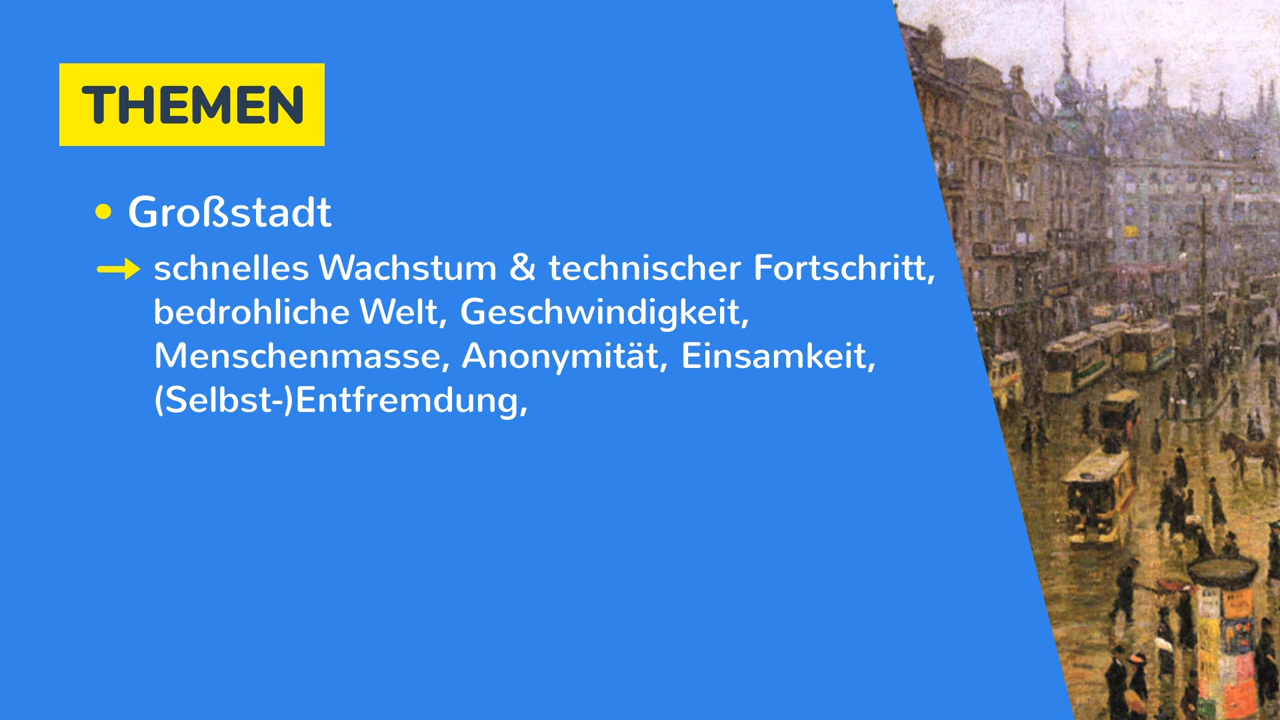 THEMEN
• Großstadt
→ schnelles Wachstum & technischer Fortschritt,
bedrohliche Welt, Geschwindigkeit,
Menschenmasse, Anonymität, Einsamkeit,
(Selbst-)Entfremdung,